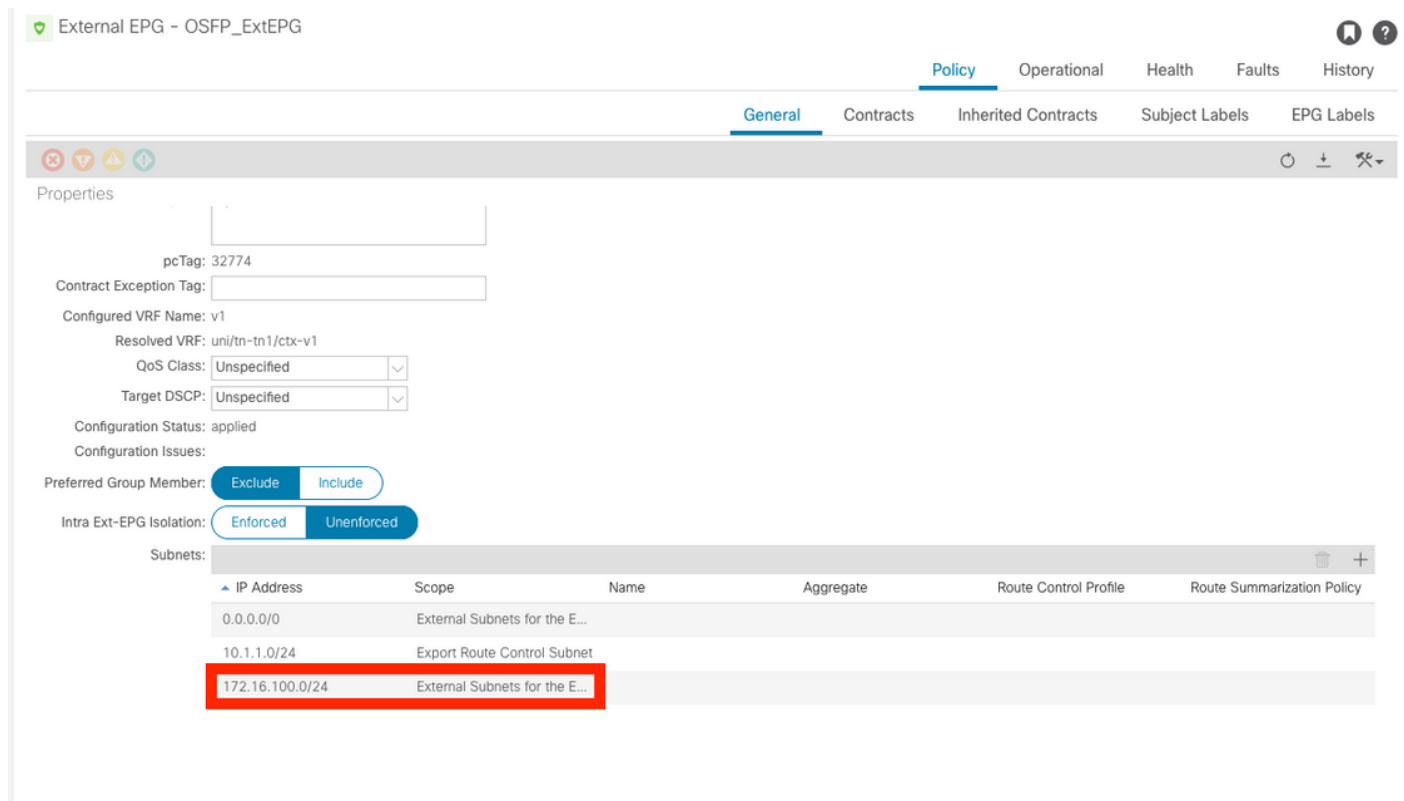 External EPG - OSFP_ExtEPG
Policy Operational Health Faults History
General Contracts Inherited Contracts Subject Labels EPG Labels
Properties
pcTag: 32774
Contract Exception Tag:
Configured VRF Name: v1
Resolved VRF: uni/tn-tn1/ctx-v1
QoS Class: Unspecified
Target DSCP: Unspecified
Configuration Status: applied
Configuration Issues:
Preferred Group Member: Exclude Include
Intra Ext-EPG Isolation: Enforced Unenforced
Subnets:
IP Address Scope Name Aggregate Route Control Profile Route Summarization Policy
0.0.0.0/0 External Subnets for the E...
10.1.1.0/24 Export Route Control Subnet
172.16.100.0/24 External Subnets for the E...